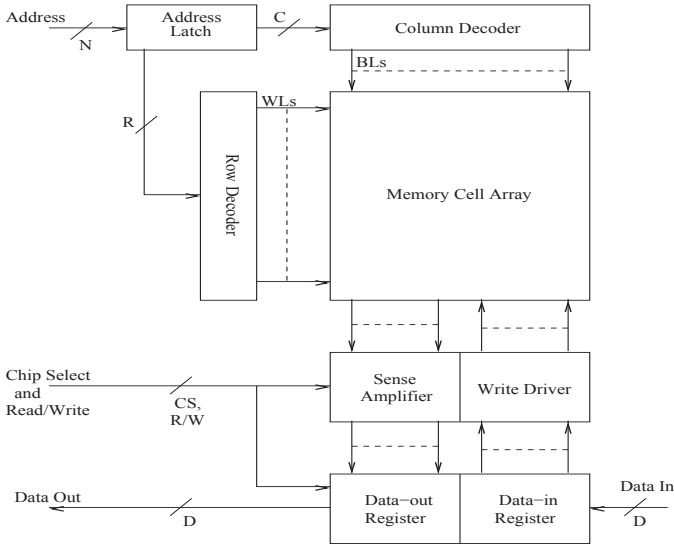 Address
N
Address
Latch
C
Column Decoder
BLs
R
WLs
Row Decoder
Memory Cell Array
Chip Select
and
Read/Write
CS,
R/W
Sense
Amplifier
Write Driver
Data Out
D
Data−out
Register
Data−in
Register
Data In
D